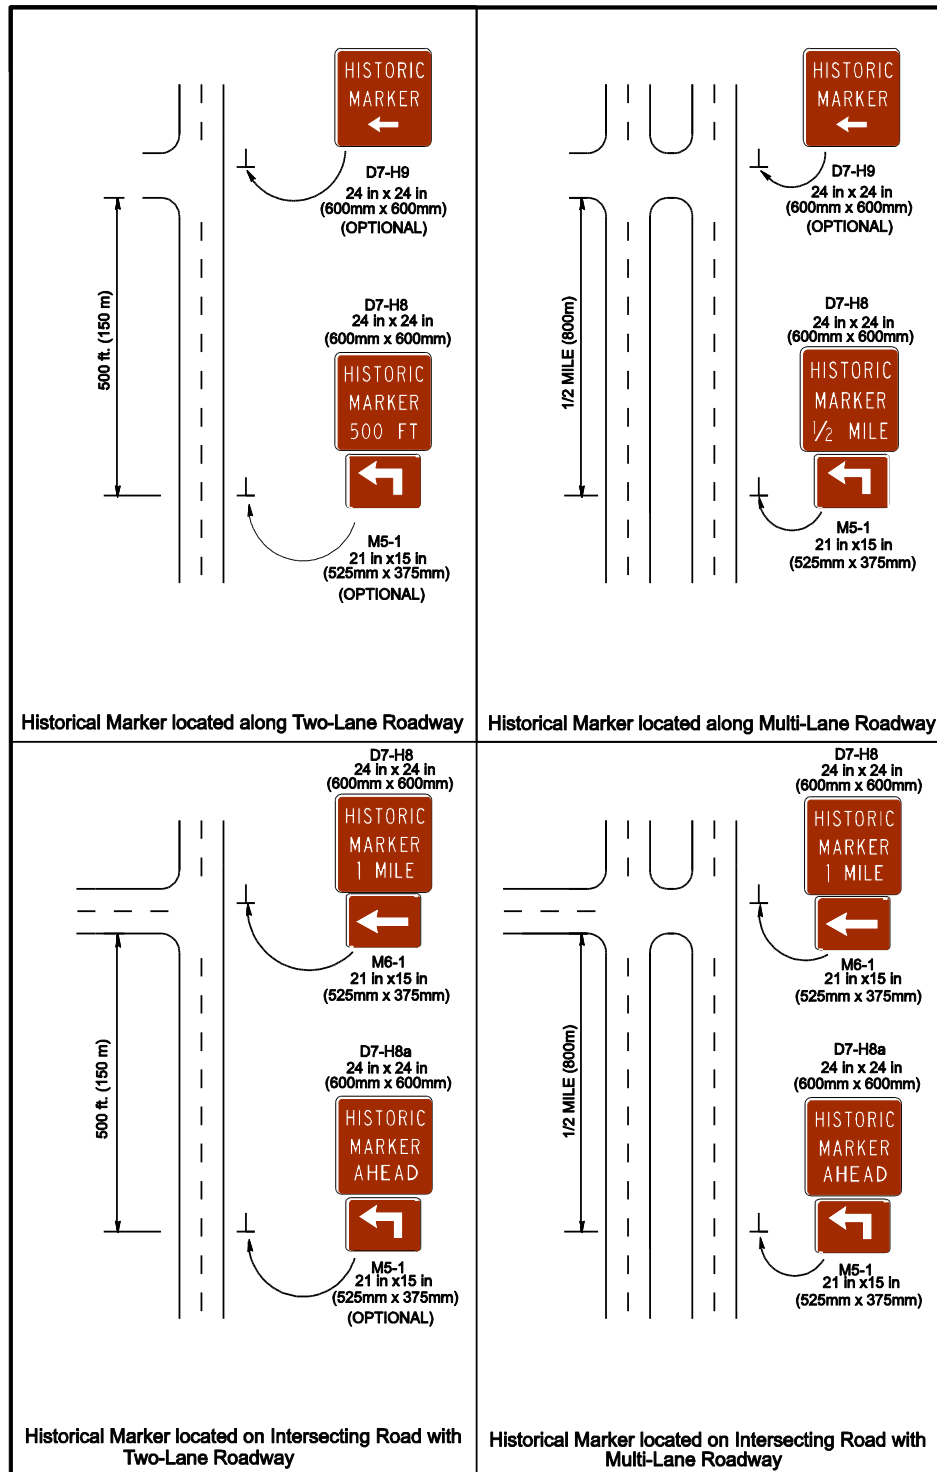 HISTORIC
MARKER
D7-H9
24 in x 24 in
(600mm x 600mm)
(OPTIONAL)
500 ft. (150 m)
D7-H8
24 in x 24 in
(600mm x 600mm)
HISTORIC
MARKER
500 FT
M5-1
21 in x15 in
(525mm x 375mm)
(OPTIONAL)
Historical Marker located along Two-Lane Roadway
HISTORIC
MARKER
D7-H9
24 in x 24 in
(600mm x 600mm)
(OPTIONAL)
1/2 MILE (800m)
D7-H8
24 in x 24 in
(600mm x 600mm)
HISTORIC
MARKER
1/2 MILE
M5-1
21 in x15 in
(525mm x 375mm)
Historical Marker located along Multi-Lane Roadway
D7-H8
24 in x 24 in
(600mm x 600mm)
HISTORIC
MARKER
1 MILE
M6-1
21 in x15 in
(525mm x 375mm)
500 ft. (150 m)
D7-H8a
24 in x 24 in
(600mm x 600mm)
HISTORIC
MARKER
AHEAD
M5-1
21 in x15 in
(525mm x 375mm)
(OPTIONAL)
Historical Marker located on Intersecting Road with
Two-Lane Roadway
D7-H8
24 in x 24 in
(600mm x 600mm)
HISTORIC
MARKER
1 MILE
M6-1
21 in x15 in
(525mm x 375mm)
1/2 MILE (800m)
D7-H8a
24 in x 24 in
(600mm x 600mm)
HISTORIC
MARKER
AHEAD
M5-1
21 in x15 in
(525mm x 375mm)
Historical Marker located on Intersecting Road with
Multi-Lane Roadway